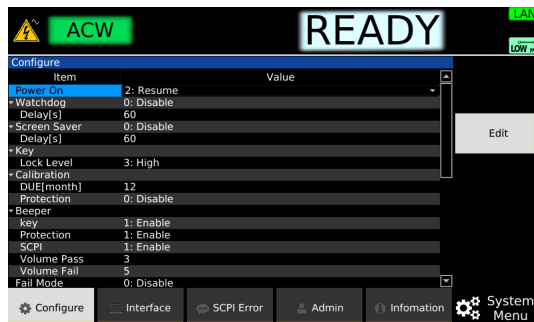 ACW
READY
LAN
LOW
Configure
Item Value
Power On 2: Resume
Watchdog 0: Disable
Delay[s] 60
Screen Saver 0: Disable
Delay[s] 60
Key
Lock Level 3: High
Calibration
DUE[month] 12
Protection 0: Disable
Beeper
key 1: Enable
Protection 1: Enable
SCPI 1: Enable
Volume Pass 3
Volume Fail 5
Fail Mode 0: Disable
Edit
Configure Interface SCPI Error Admin Infomation System Menu